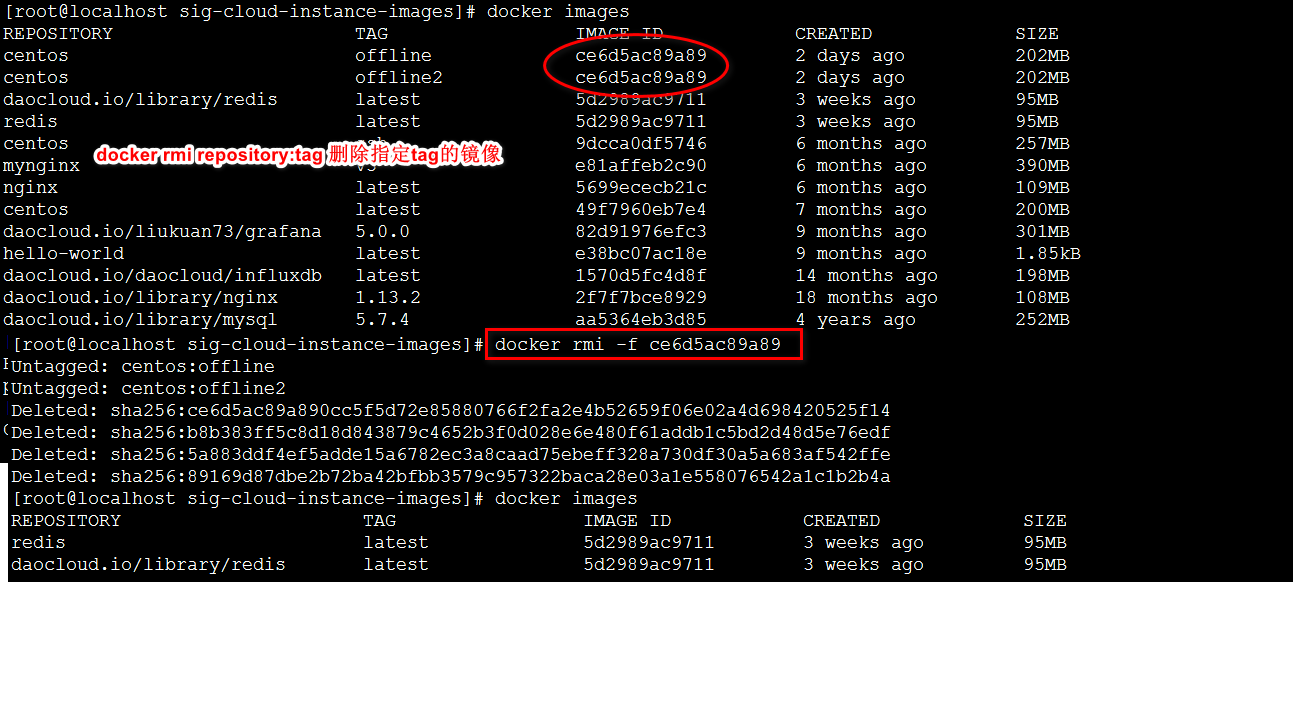 [root@localhost sig-cloud-instance-images]# docker images
REPOSITORY TAG IMAGE ID CREATED SIZE
centos offline ce6d5ac89a89 2 days ago 202MB
centos offline2 ce6d5ac89a89 2 days ago 202MB
daocloud.io/library/redis latest 5d2989ac9711 3 weeks ago 95MB
redis latest 5d2989ac9711 3 weeks ago 95MB
centos 9dcca0df5746 6 months ago 257MB
docker rmi repository:tag 删除指定tag的镜像
mynginx e81affeb2c90 6 months ago 390MB
nginx latest 5699ececb21c 6 months ago 109MB
centos latest 49f7960eb7e4 7 months ago 200MB
daocloud.io/liukuan73/grafana 5.0.0 82d91976efc3 9 months ago 301MB
hello-world latest e38bc07ac18e 9 months ago 1.85kB
daocloud.io/daocloud/influxdb latest 1570d5fc4d8f 14 months ago 198MB
daocloud.io/library/nginx 1.13.2 2f7f7bce8929 18 months ago 108MB
daocloud.io/library/mysql 5.7.4 aa5364eb3d85 4 years ago 252MB
[root@localhost sig-cloud-instance-images]# docker rmi -f ce6d5ac89a89
Untagged: centos:offline
Untagged: centos:offline2
Deleted: sha256:ce6d5ac89a890cc5f5d72e85880766f2fa2e4b52659f06e02a4d698420525f14
Deleted: sha256:b8b383ff5c8d18d843879c4652b3f0d028e6e480f61addb1c5bd2d48d5e76edf
Deleted: sha256:5a883ddf4ef5adde15a6782ec3a8caad75ebeff328a730df30a5a683af542ffe
Deleted: sha256:89169d87dbe2b72ba42bfbb3579c957322baca28e03a1e558076542a1c1b2b4a
[root@localhost sig-cloud-instance-images]# docker images
REPOSITORY TAG IMAGE ID CREATED SIZE
redis latest 5d2989ac9711 3 weeks ago 95MB
daocloud.io/library/redis latest 5d2989ac9711 3 weeks ago 95MB